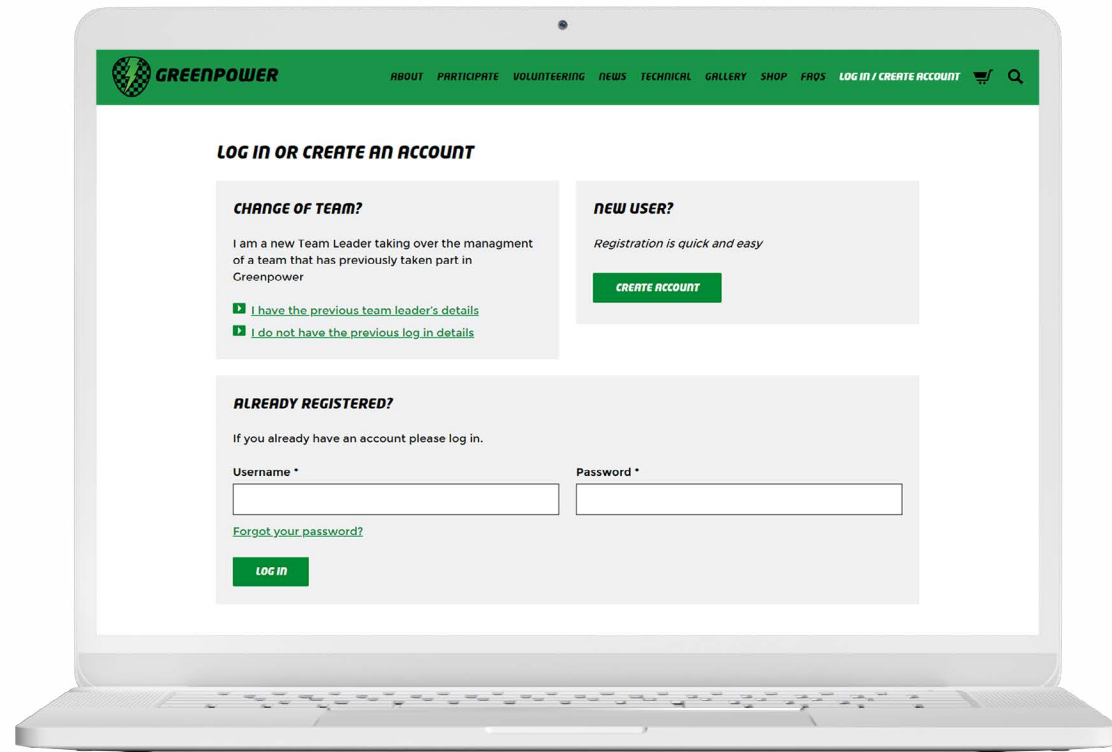 GREENPOWER
ABOUT PARTICIPATE VOLUNTEERING NEWS TECHNICAL GALLERY SHOP FAQS LOG IN / CREATE ACCOUNT
LOG IN OR CREATE AN ACCOUNT
CHANGE OF TEAM?
I am a new Team Leader taking over the managment
of a team that has previously taken part in
Greenpower
I have the previous team leader's details
I do not have the previous log in details
NEW USER?
Registration is quick and easy
CREATE ACCOUNT
ALREADY REGISTERED?
If you already have an account please log in.
Username *
Password *
Forgot your password?
LOG IN